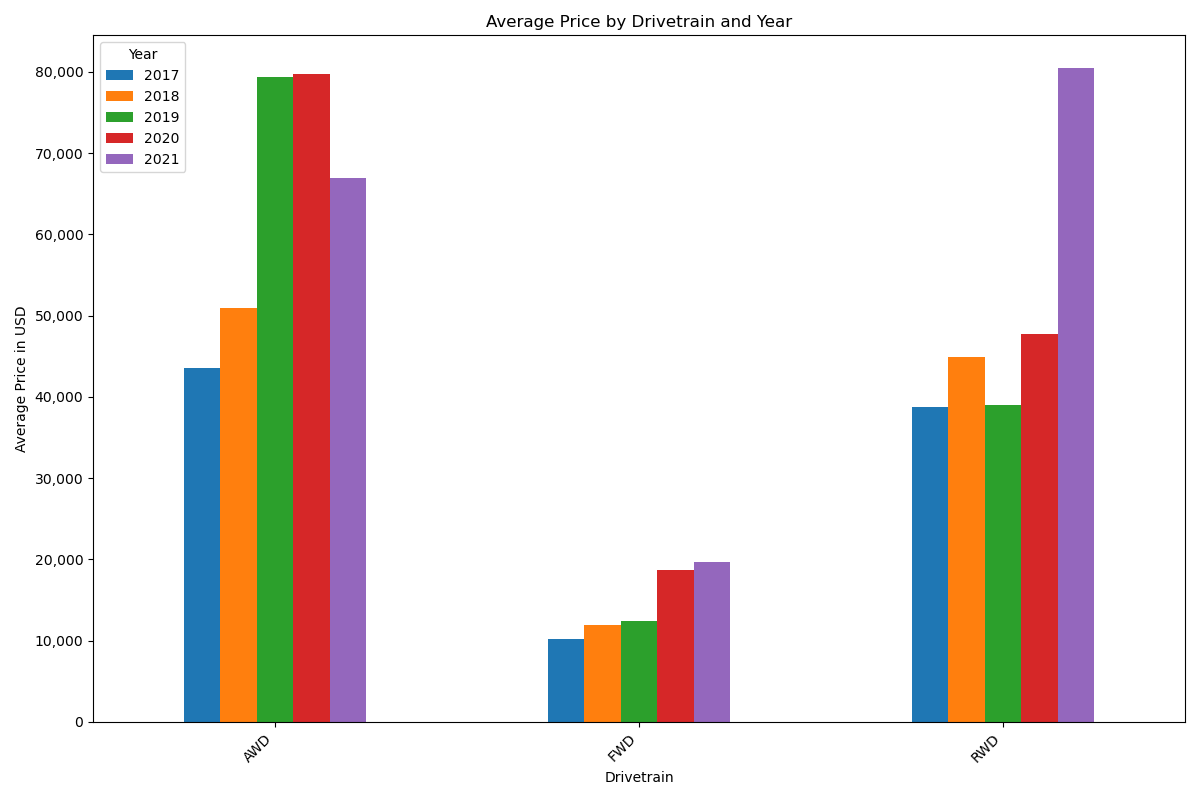 Average Price by Drivetrain and Year
Year
2017
2018
2019
2020
2021
Average Price in USD
80,000
70,000
60,000
50,000
40,000
30,000
20,000
10,000
0
AWD
FWD
RWD
Drivetrain